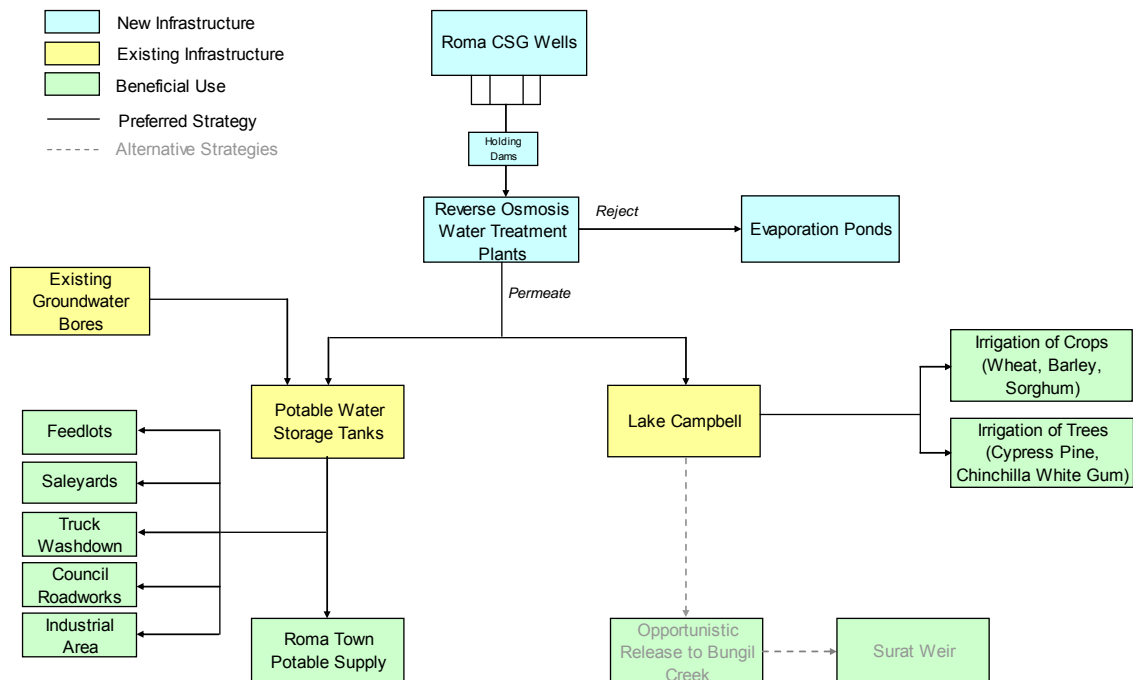 New Infrastructure
Existing Infrastructure
Beneficial Use
Preferred Strategy
Alternative Strategies
Roma CSG Wells
Holding
Dams
Reverse Osmosis
Water Treatment
Plants
Reject
Evaporation Ponds
Permeate
Existing
Groundwater
Bores
Potable Water
Storage Tanks
Lake Campbell
Irrigation of Crops
(Wheat, Barley,
Sorghum)
Irrigation of Trees
(Cypress Pine,
Chinchilla White Gum)
Feedlots
Saleyards
Truck
Washdown
Council
Roadworks
Industrial
Area
Roma Town
Potable Supply
Opportunistic
Release to Bungil
Creek
Surat Weir